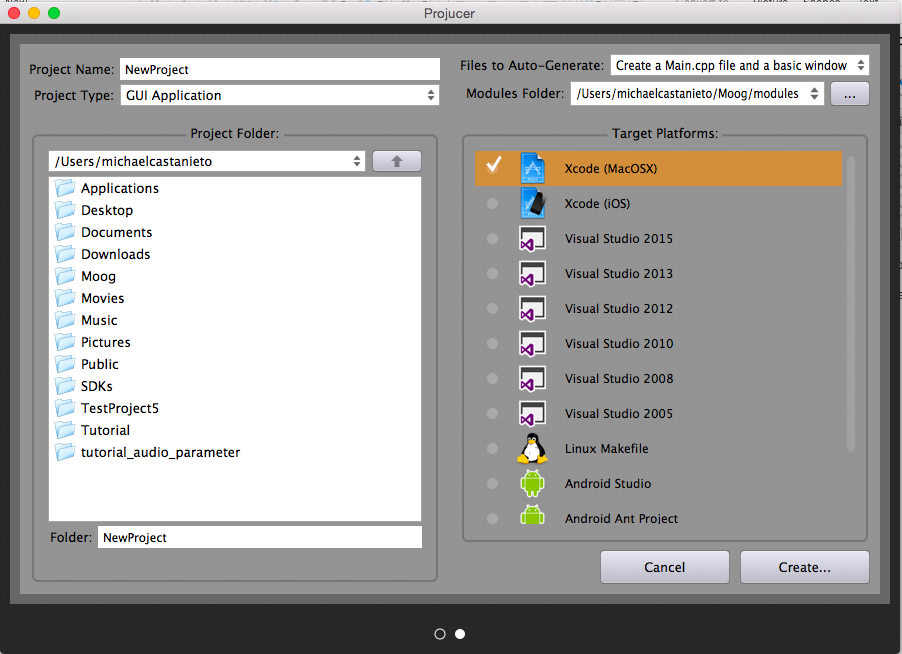 Projucer
Project Name: NewProject
Project Type: GUI Application
Files to Auto-Generate: Create a Main.cpp file and a basic window
Modules Folder: /Users/michaelcastanieto/Moog/modules ...
Project Folder:
/Users/michaelcastanieto
Applications
Desktop
Documents
Downloads
Moog
Movies
Music
Pictures
Public
SDKs
TestProject5
Tutorial
tutorial_audio_parameter
Folder: NewProject
Target Platforms:
Xcode (MacOSX)
Xcode (iOS)
Visual Studio 2015
Visual Studio 2013
Visual Studio 2012
Visual Studio 2010
Visual Studio 2008
Visual Studio 2005
Linux Makefile
Android Studio
Android Ant Project
Cancel
Create...